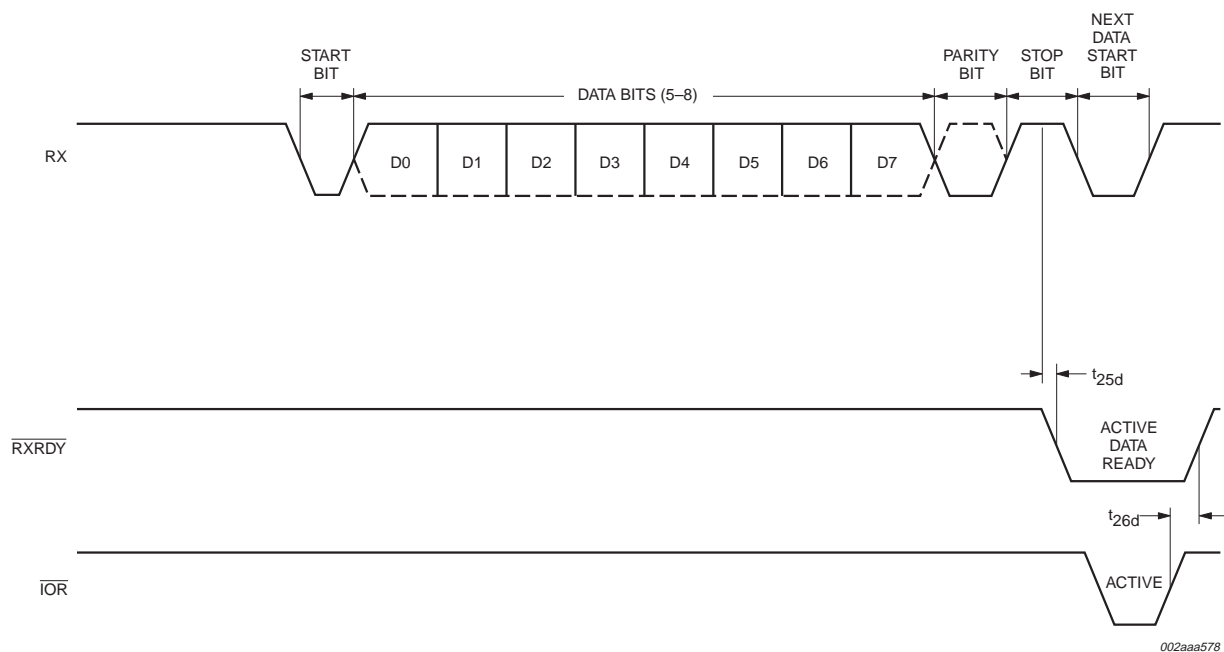 START
BIT
DATA BITS (5–8)
PARITY
BIT
STOP
BIT
NEXT
DATA
START
BIT
RX
D0
D1
D2
D3
D4
D5
D6
D7
t25d
RXRDY
ACTIVE
DATA
READY
t26d
IOR
ACTIVE
002aaa578